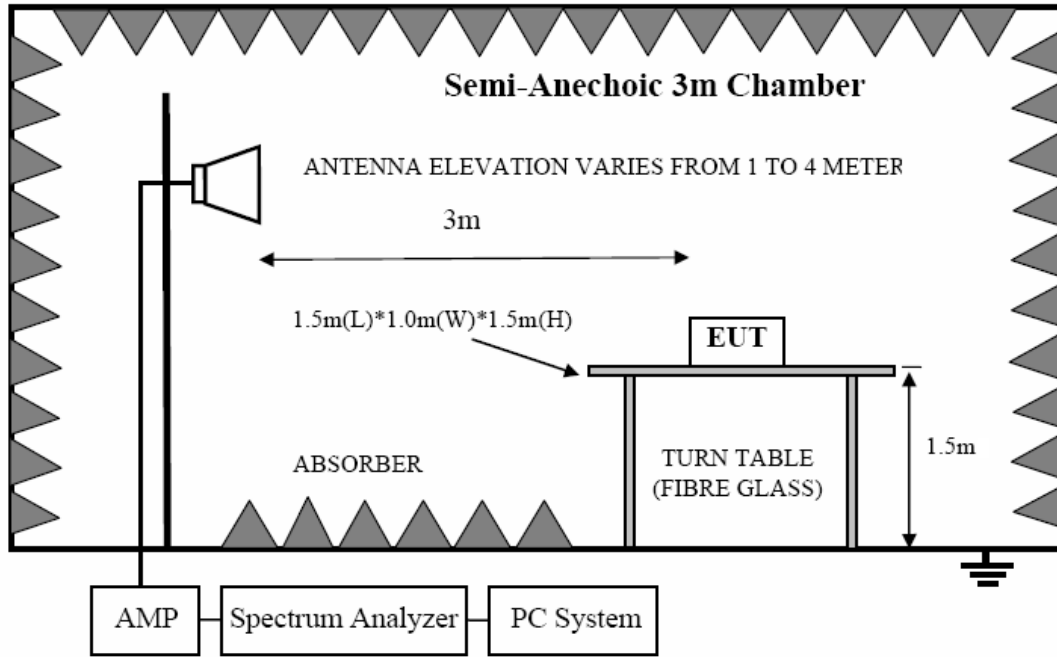 Semi-Anechoic 3m Chamber
ANTENNA ELEVATION VARIES FROM 1 TO 4 METER
3m
1.5m(L)*1.0m(W)*1.5m(H)
EUT
1.5m
ABSORBER
TURN TABLE
(FIBRE GLASS)
AMP
Spectrum Analyzer
PC System